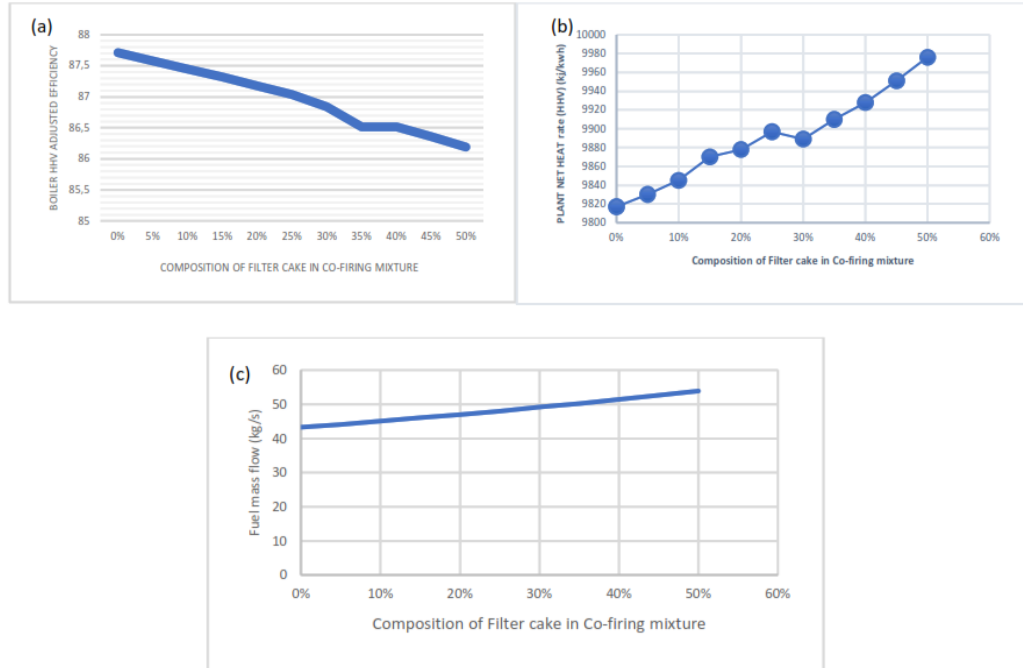 (a)
BOILER HHV ADJUSTED EFFICIENCY
88
87,5
87
86,5
86
85,5
85
0% 5% 10% 15% 20% 25% 30% 35% 40% 45% 50%
COMPOSITION OF FILTER CAKE IN CO-FIRING MIXTURE
(b)
PLANT NET HEAT rate (HHV) (kj/kwh)
10000
9980
9960
9940
9920
9900
9880
9860
9840
9820
9800
0% 10% 20% 30% 40% 50% 60%
Composition of Filter cake in Co-firing mixture
(c)
Fuel mass flow (kg/s)
60
50
40
30
20
10
0
0% 10% 20% 30% 40% 50% 60%
Composition of Filter cake in Co-firing mixture